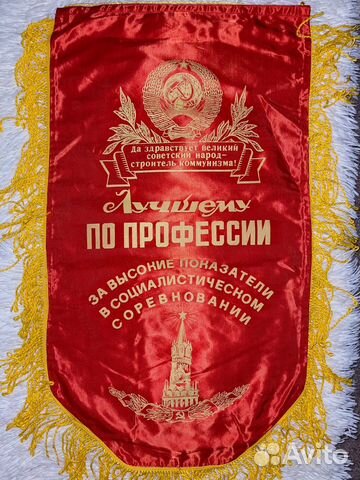 Да здравствует великий
советский народ-
строитель коммунизма!
Лучшему
ПО ПРОФЕССИИ
ЗА ВЫСОКИЕ ПОКАЗАТЕЛИ
В СОЦИАЛИСТИЧЕСКОМ
СОРЕВНОВАНИИ
Avito